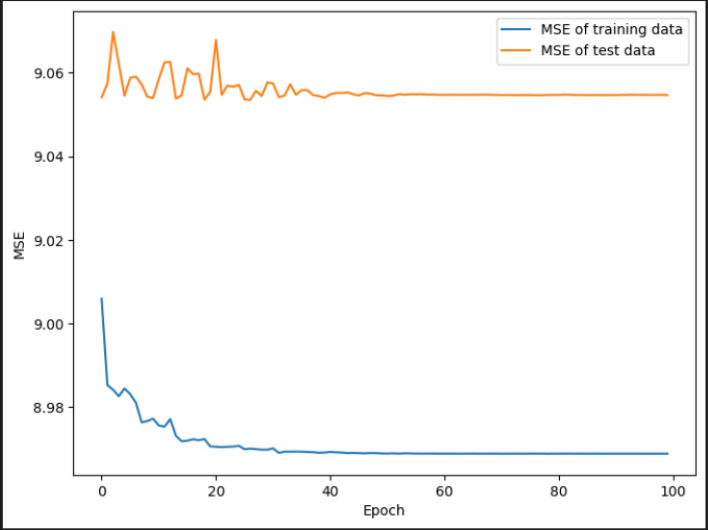 MSE of training data
MSE of test data
9.06
9.04
9.02
9.00
8.98
MSE
0
20
40
60
80
100
Epoch